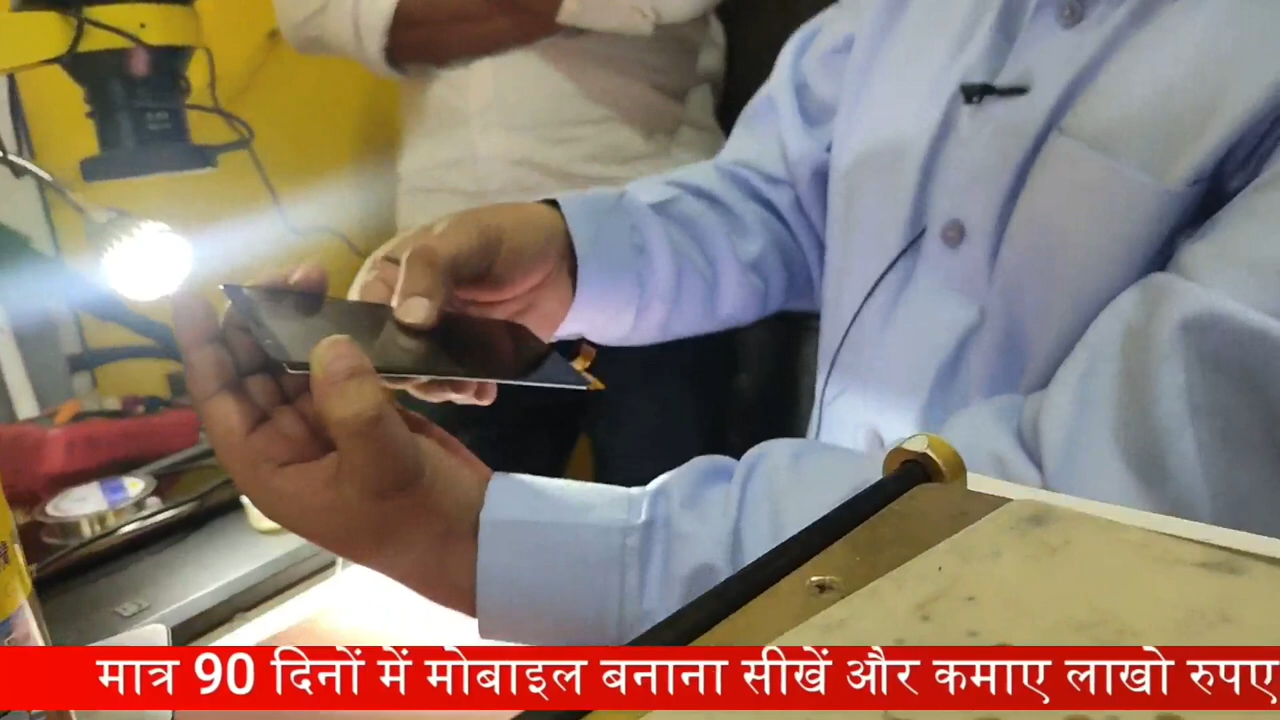 मात्र 90 दिनों में मोबाइल बनाना सीखें और कमाए लाखो रुपए